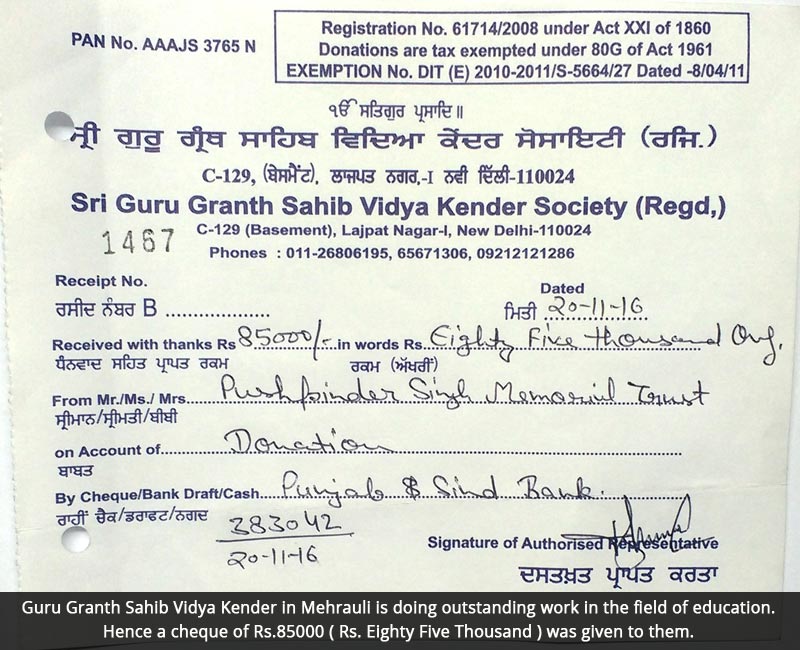 PAN No. AAAJS 3765 N
Registration No. 61714/2008 under Act XXI of 1860
Donations are tax exempted under 80G of Act 1961
EXEMPTION No. DIT (E) 2010-2011/S-5664/27 Dated -8/04/11
ੴ ਸਤਿਗੁਰ ਪ੍ਰਸਾਦਿ॥
ਸ੍ਰੀ ਗੁਰੂ ਗ੍ਰੰਥ ਸਾਹਿਬ ਵਿਦਿਆ ਕੇਂਦਰ ਸੋਸਾਇਟੀ (ਰਜਿ.)
C-129, (ਬੇਸਮੈਂਟ), ਲਾਜਪਤ ਨਗਰ,-I ਨਵੀਂ ਦਿੱਲੀ-110024
Sri Guru Granth Sahib Vidya Kender Society (Regd,)
1467
C-129 (Basement), Lajpat Nagar-I, New Delhi-110024
Phones : 011-26806195, 65671306, 09212121286
Receipt No.
Dated
ਰਸੀਦ ਨੰਬਰ B ...................
ਮਿਤੀ 20-11-16
Received with thanks Rs 85000/- in words Rs. Eighty Five thousand Only.
ਧੰਨਵਾਦ ਸਹਿਤ ਪ੍ਰਾਪਤ ਰਕਮ ਰਕਮ (ਅੱਖਰੀਂ)
From Mr./Ms./ Mrs. Pushpinder Singh Memorial Trust
ਸ੍ਰੀਮਾਨ/ਸ੍ਰੀਮਤੀ/ਬੀਬੀ
on Account of Donation
ਬਾਬਤ
By Cheque/Bank Draft/Cash Punjab & Sind Bank.
ਰਾਹੀਂ ਚੈਕ/ਡਰਾਫਟ/ਨਗਦ 383042
20-11-16
Signature of Authorised Representative
ਦਸਤਖ਼ਤ ਪ੍ਰਾਪਤ ਕਰਤਾ
Guru Granth Sahib Vidya Kender in Mehrauli is doing outstanding work in the field of education.
Hence a cheque of Rs.85000 ( Rs. Eighty Five Thousand ) was given to them.